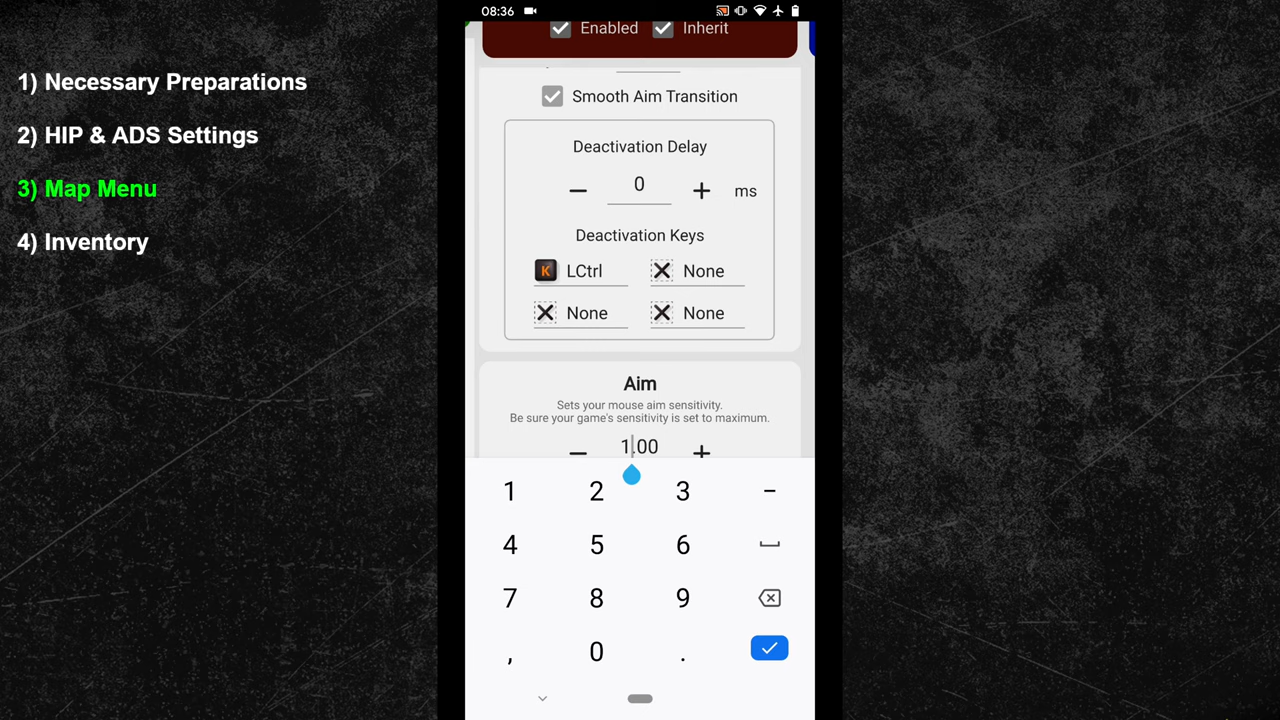 1) Necessary Preparations
2) HIP & ADS Settings
3) Map Menu
4) Inventory
08:36
Enabled Inherit
Smooth Aim Transition
Deactivation Delay
− 0 + ms
Deactivation Keys
K LCtrl None
None None
Aim
Sets your mouse aim sensitivity.
Be sure your game's sensitivity is set to maximum.
− 1.00 +
1 2 3 −
4 5 6
7 8 9
, 0 .